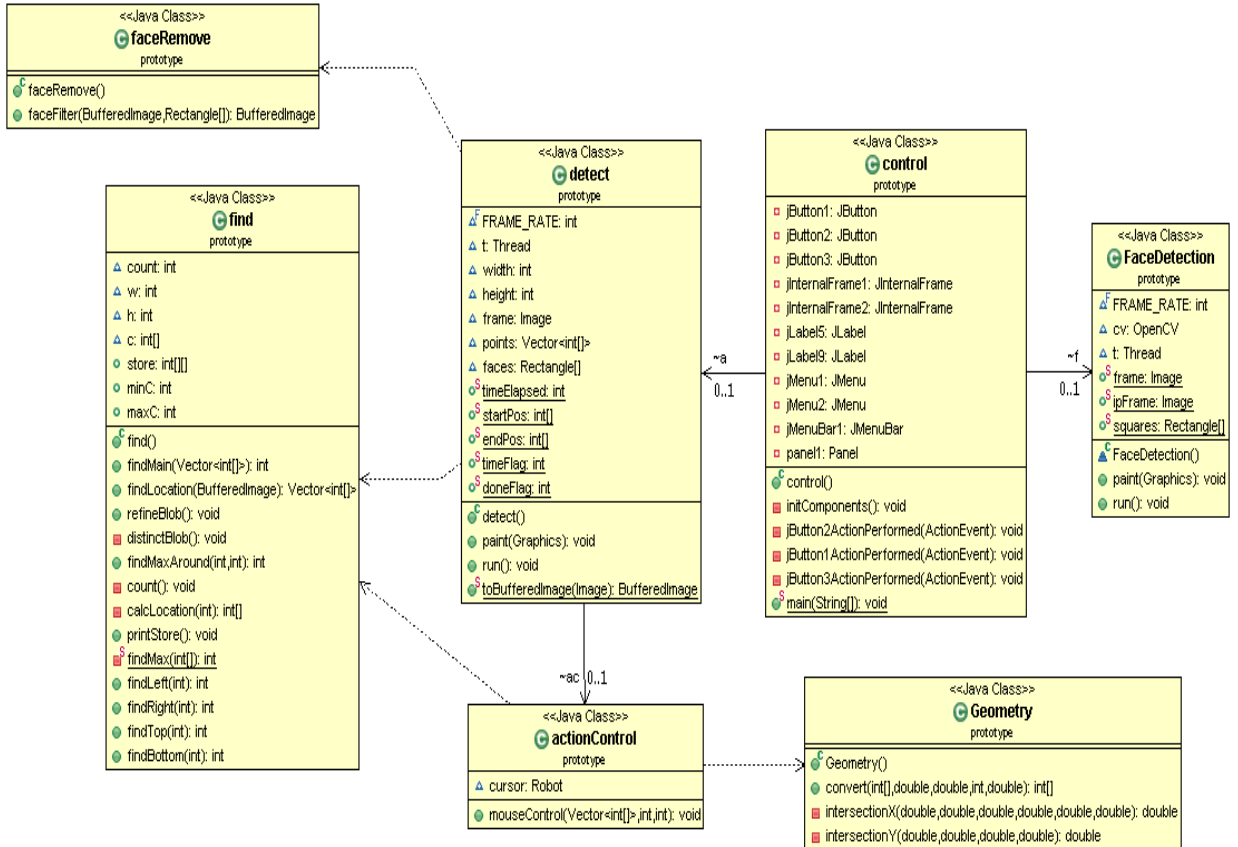 <<Java Class>>
faceRemove
prototype
faceRemove()
faceFilter(BufferedImage,Rectangle[]): BufferedImage
<<Java Class>>
find
prototype
count: int
w: int
h: int
c: int[]
store: int[][]
minC: int
maxC: int
find()
findMain(Vector<int[]>): int
findLocation(BufferedImage): Vector<int[]>
refineBlob(): void
distinctBlob(): void
findMaxAround(int,int): int
count(): void
calcLocation(int): int[]
printStore(): void
findMax(int[]): int
findLeft(int): int
findRight(int): int
findTop(int): int
findBottom(int): int
<<Java Class>>
detect
prototype
FRAME_RATE: int
t: Thread
width: int
height: int
frame: Image
points: Vector<int[]>
faces: Rectangle[]
timeElapsed: int
startPos: int[]
endPos: int[]
timeFlag: int
doneFlag: int
detect()
paint(Graphics): void
run(): void
toBufferedImage(Image): BufferedImage
~a
0..1
<<Java Class>>
control
prototype
jButton1: JButton
jButton2: JButton
jButton3: JButton
jInternalFrame1: JInternalFrame
jInternalFrame2: JInternalFrame
jLabel5: JLabel
jLabel9: JLabel
jMenu1: JMenu
jMenu2: JMenu
jMenuBar1: JMenuBar
panel1: Panel
control()
initComponents(): void
jButton2ActionPerformed(ActionEvent): void
jButton1ActionPerformed(ActionEvent): void
jButton3ActionPerformed(ActionEvent): void
main(String[]): void
~f
0..1
<<Java Class>>
FaceDetection
prototype
FRAME_RATE: int
cv: OpenCV
t: Thread
frame: Image
ipFrame: Image
squares: Rectangle[]
FaceDetection()
paint(Graphics): void
run(): void
~ac 0..1
<<Java Class>>
actionControl
prototype
cursor: Robot
mouseControl(Vector<int[]>,int,int): void
<<Java Class>>
Geometry
prototype
Geometry()
convert(int[],double,double,int,double): int[]
intersectionX(double,double,double,double,double,double): double
intersectionY(double,double,double,double): double